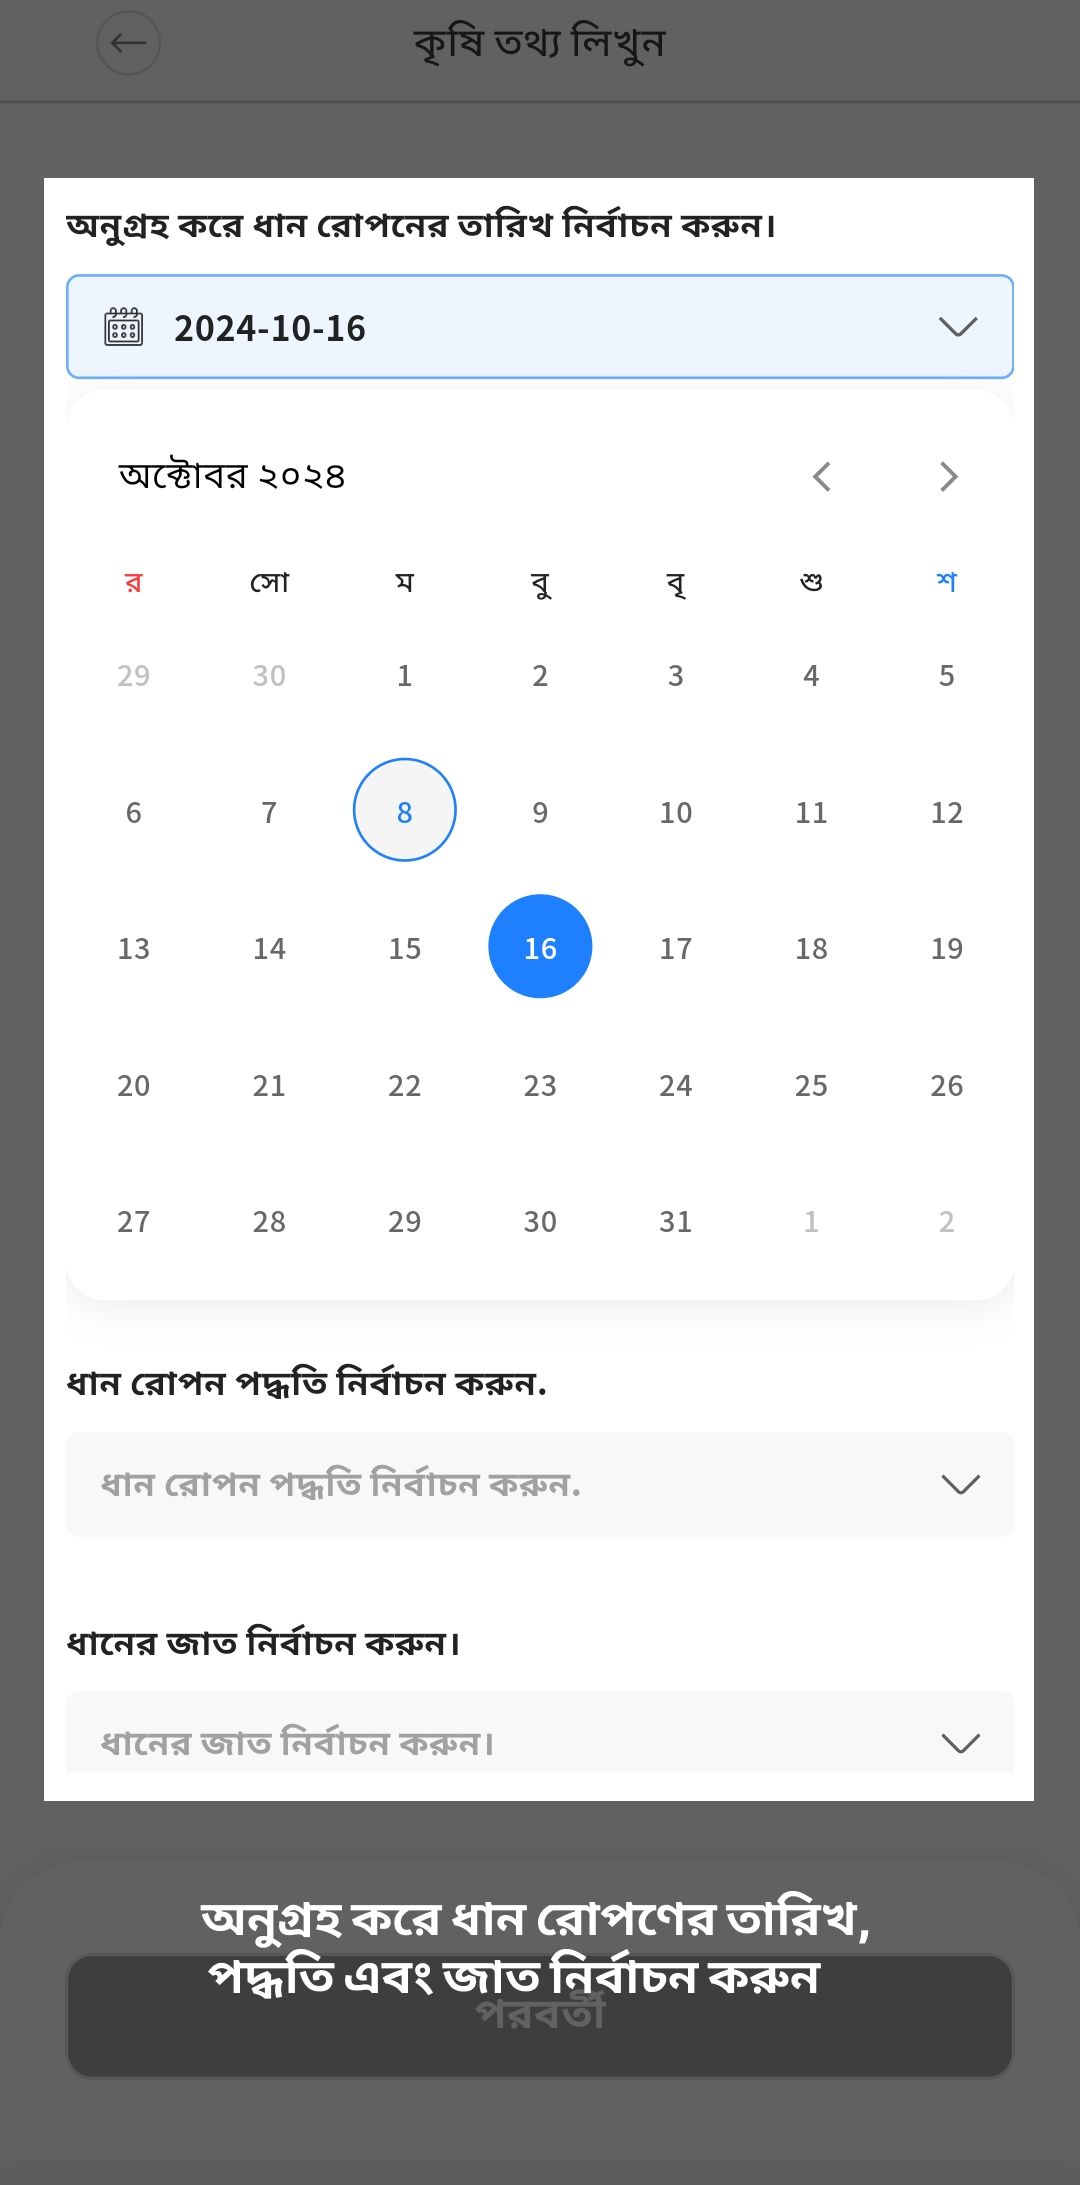 কৃষি তথ্য লিখুন
অনুগ্রহ করে ধান রোপনের তারিখ নির্বাচন করুন।
2024-10-16
অক্টোবর ২০২৪
র সো ম বু বৃ শু শ
29 30 1 2 3 4 5
6 7 8 9 10 11 12
13 14 15 16 17 18 19
20 21 22 23 24 25 26
27 28 29 30 31 1 2
ধান রোপন পদ্ধতি নির্বাচন করুন.
ধান রোপন পদ্ধতি নির্বাচন করুন.
ধানের জাত নির্বাচন করুন।
ধানের জাত নির্বাচন করুন।
অনুগ্রহ করে ধান রোপণের তারিখ,
পদ্ধতি এবং জাত নির্বাচন করুন
পরবর্তী